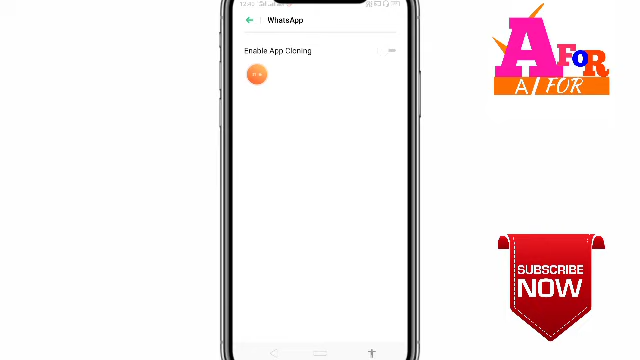 WhatsApp
Enable App Cloning
A FOR
A/ FOR
SUBSCRIBE
NOW